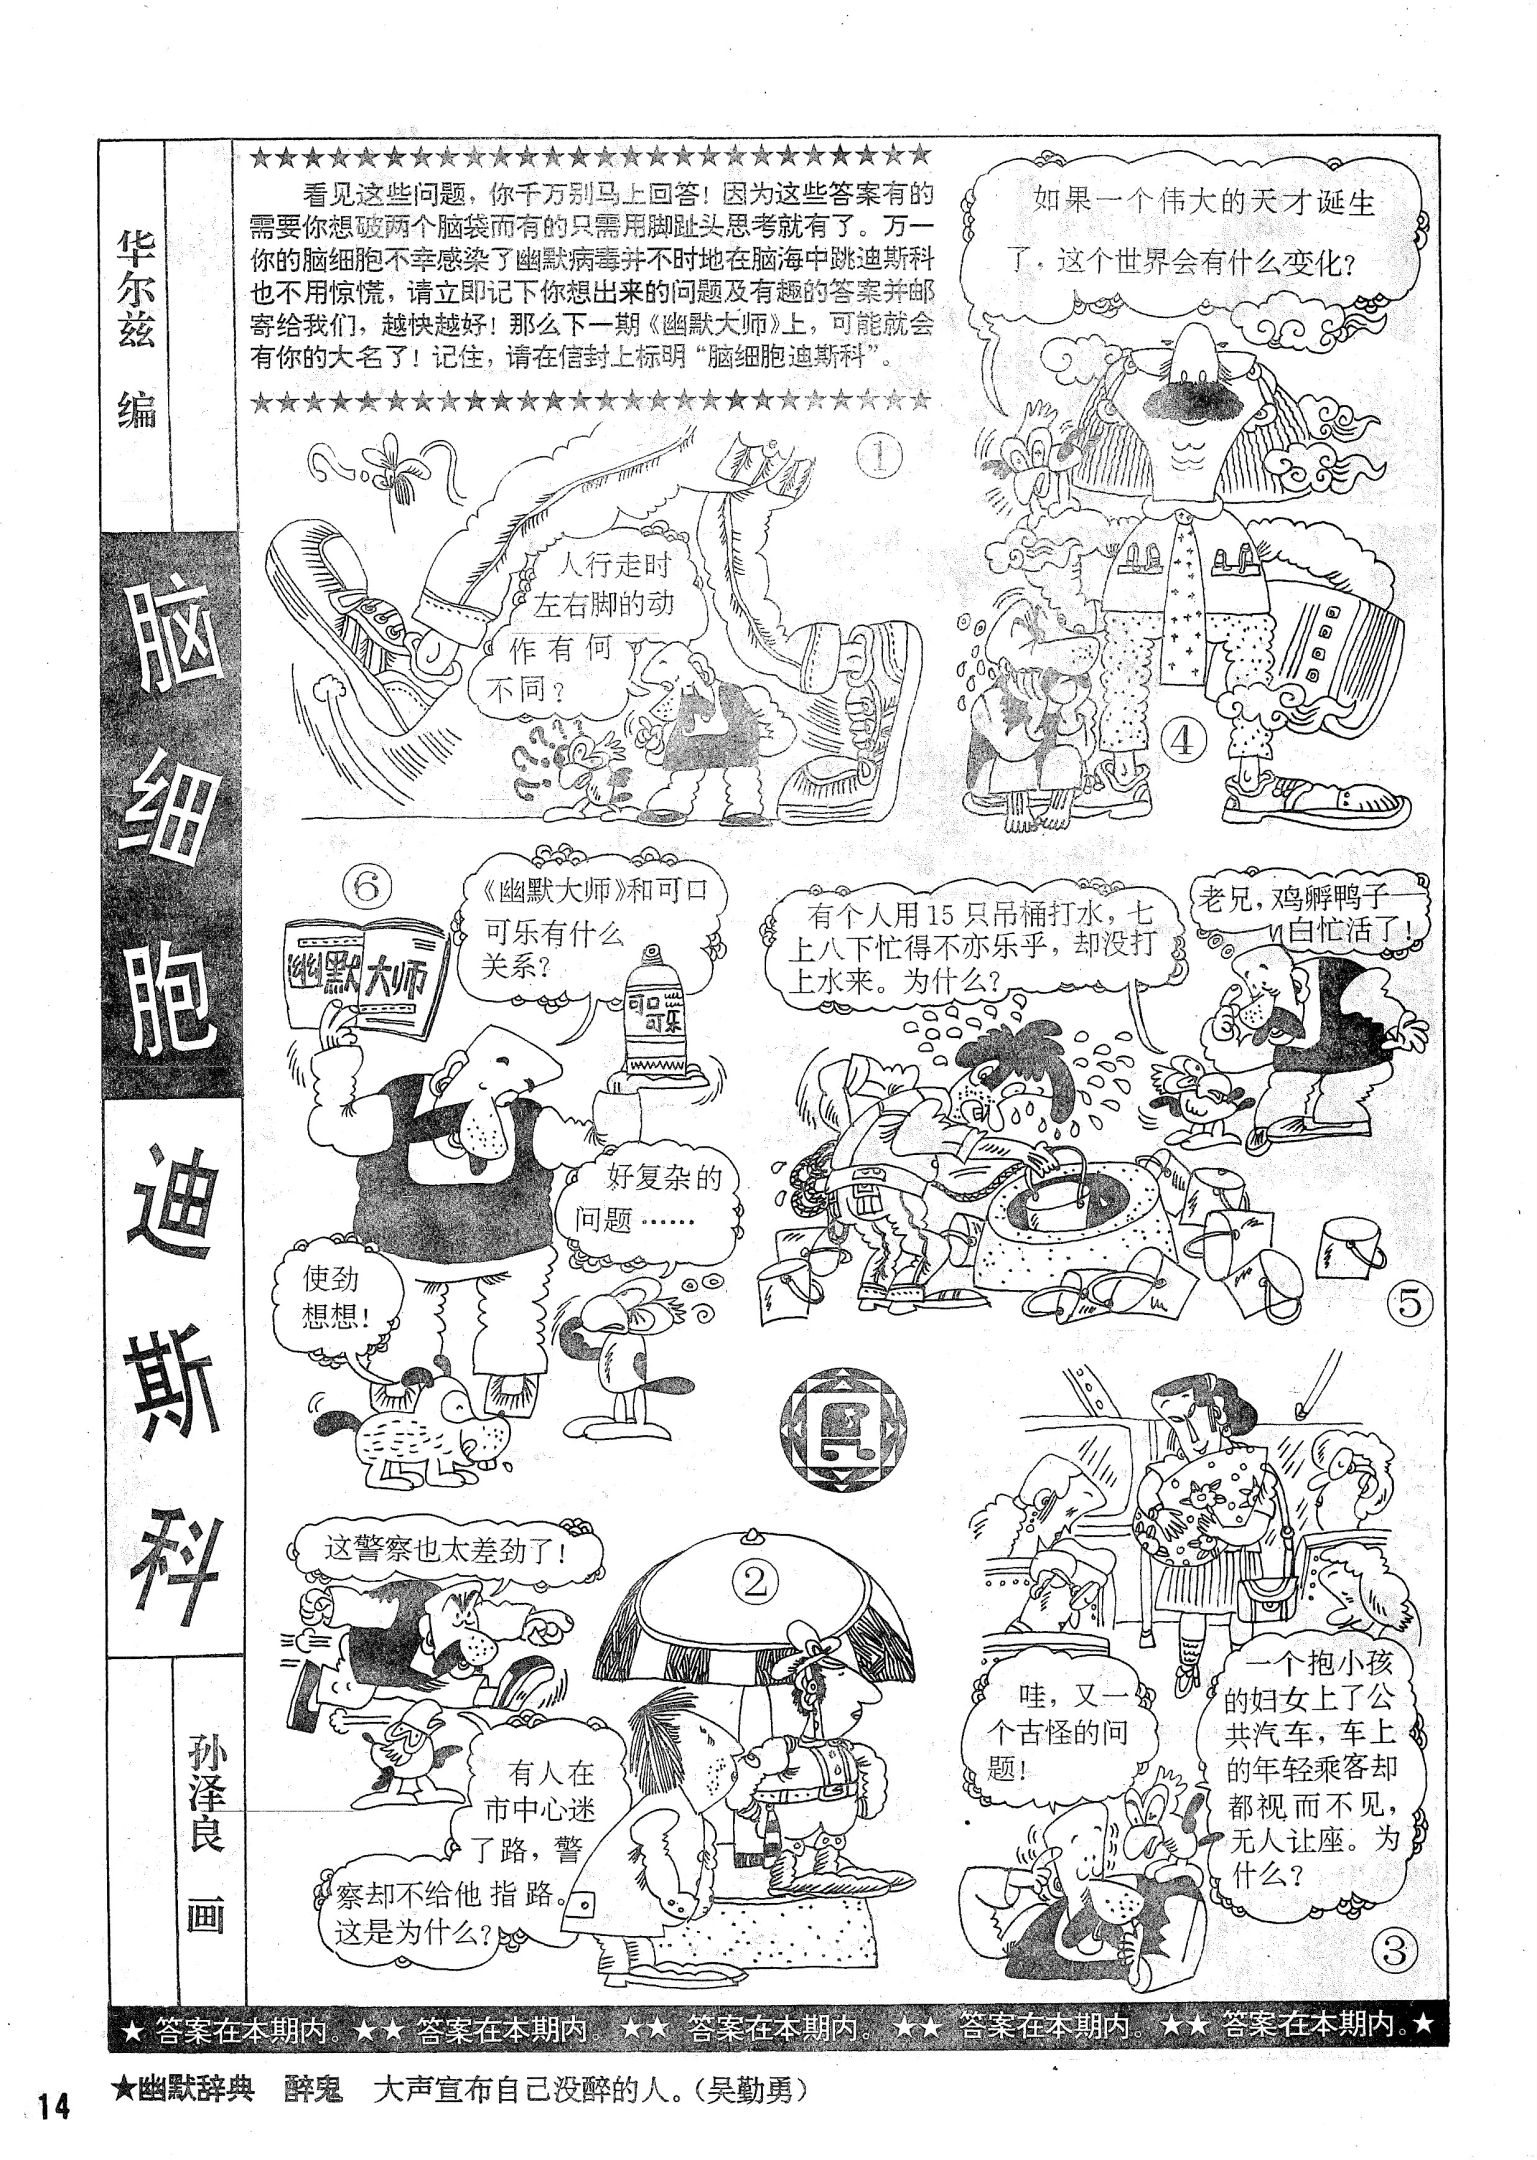 华尔兹 编
脑细胞
迪斯科
孙泽良 画
看见这些问题，你千万别马上回答！因为这些答案有的
需要你想破两个脑袋而有的只需用脚趾头思考就有了。万一
你的脑细胞不幸感染了幽默病毒并不时地在脑海中跳迪斯科
也不用惊慌，请立即记下你想出来的问题及有趣的答案并邮
寄给我们，越快越好！那么下一期《幽默大师》上，可能就会
有你的大名了！记住，请在信封上标明“脑细胞迪斯科”。
①
人行走时
左右脚的动
作有何
不同？
如果一个伟大的天才诞生
了，这个世界会有什么变化？
④
⑥
《幽默大师》和可口
可乐有什么
关系？
幽默大师
可口
可乐
好复杂的
问题……
使劲
想想！
有个人用15只吊桶打水，七
上八下忙得不亦乐乎，却没打
上水来。为什么？
老兄，鸡孵鸭子—
白忙活了！
⑤
这警察也太差劲了！
②
有人在
市中心迷
了路，警
察却不给他指路。
这是为什么？
哇，又一
个古怪的问
题！
一个抱小孩
的妇女上了公
共汽车，车上
的年轻乘客却
都视而不见，
无人让座。为
什么？
③
★答案在本期内。★★答案在本期内。★★答案在本期内。★★答案在本期内。★★答案在本期内。★
★幽默辞典 醉鬼 大声宣布自己没醉的人。（吴勤勇）
14